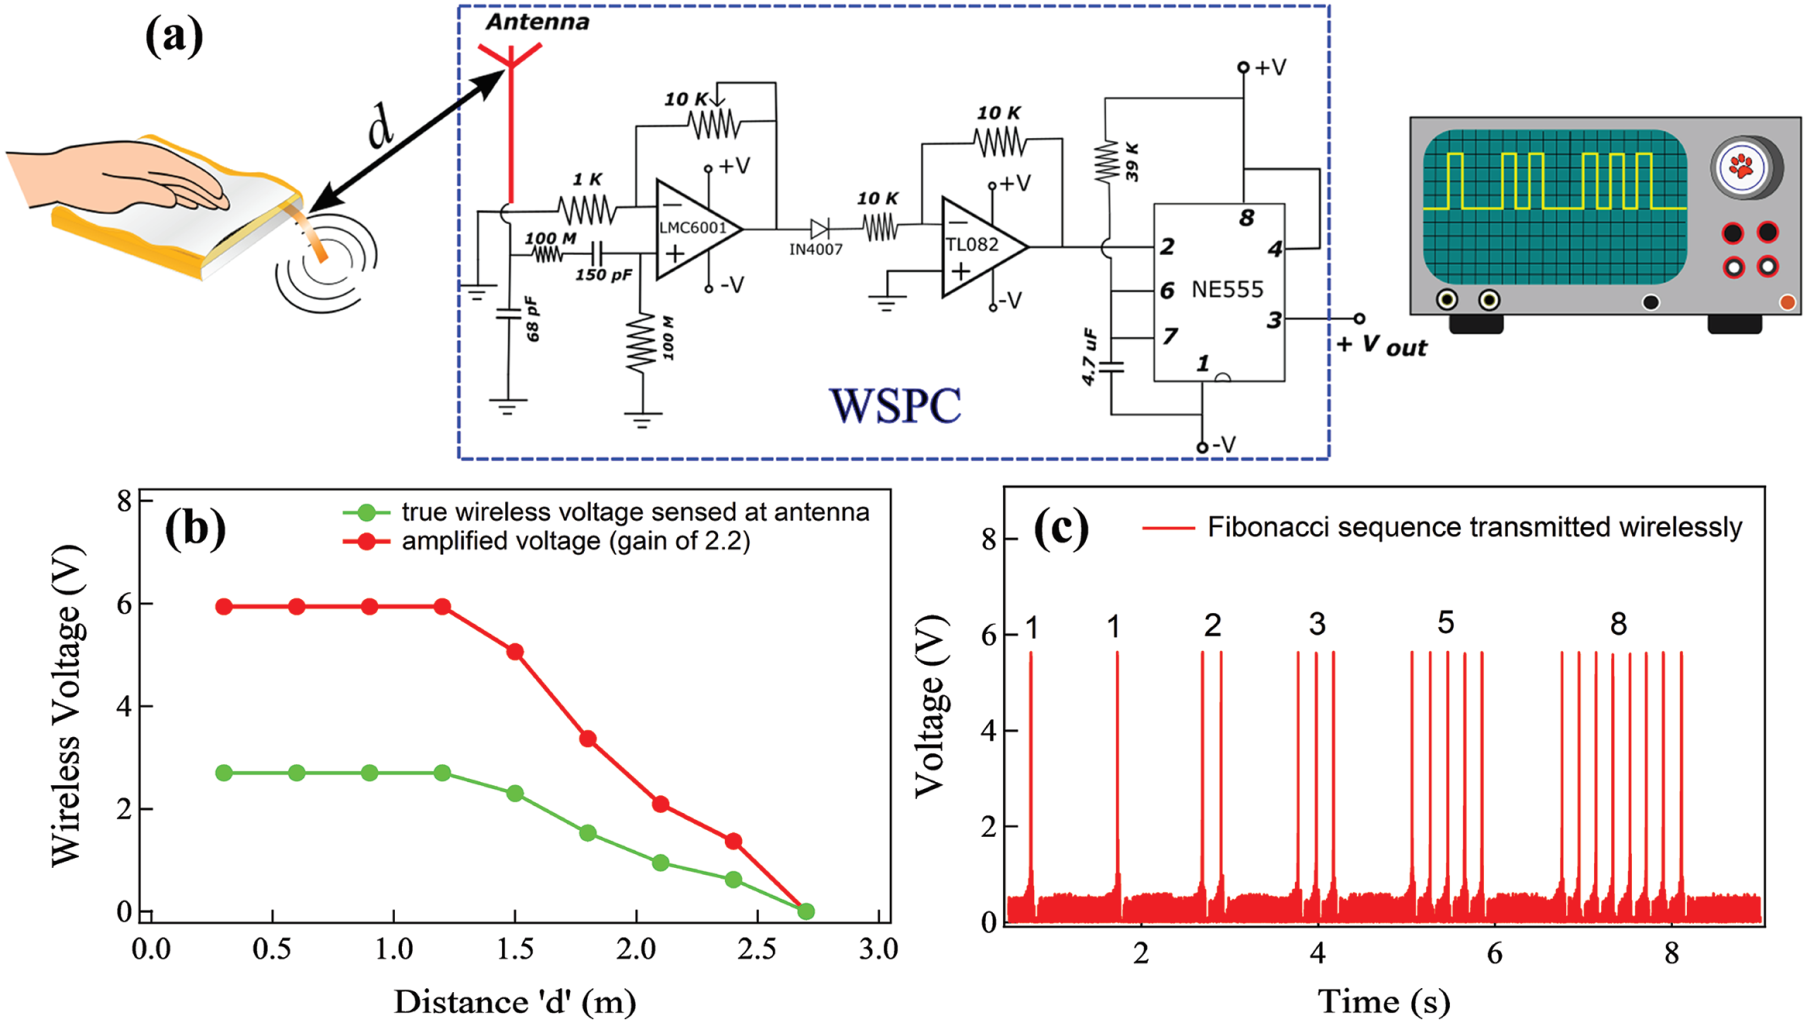 (a)
Antenna
d
10 K
1 K
+V
LMC6001
100 M
150 pF
-V
68 pF
100 M
IN4007
10 K
10 K
+V
TL082
-V
+V
39 K
8
2
4
6
NE555
3
7
4.7 uF
1
-V
+ V out
WSPC
(b)
true wireless voltage sensed at antenna
amplified voltage (gain of 2.2)
Wireless Voltage (V)
8
6
4
2
0
0.0 0.5 1.0 1.5 2.0 2.5 3.0
Distance 'd' (m)
(c)
Fibonacci sequence transmitted wirelessly
Voltage (V)
8
6
4
2
0
1 1 2 3 5 8
2 4 6 8
Time (s)